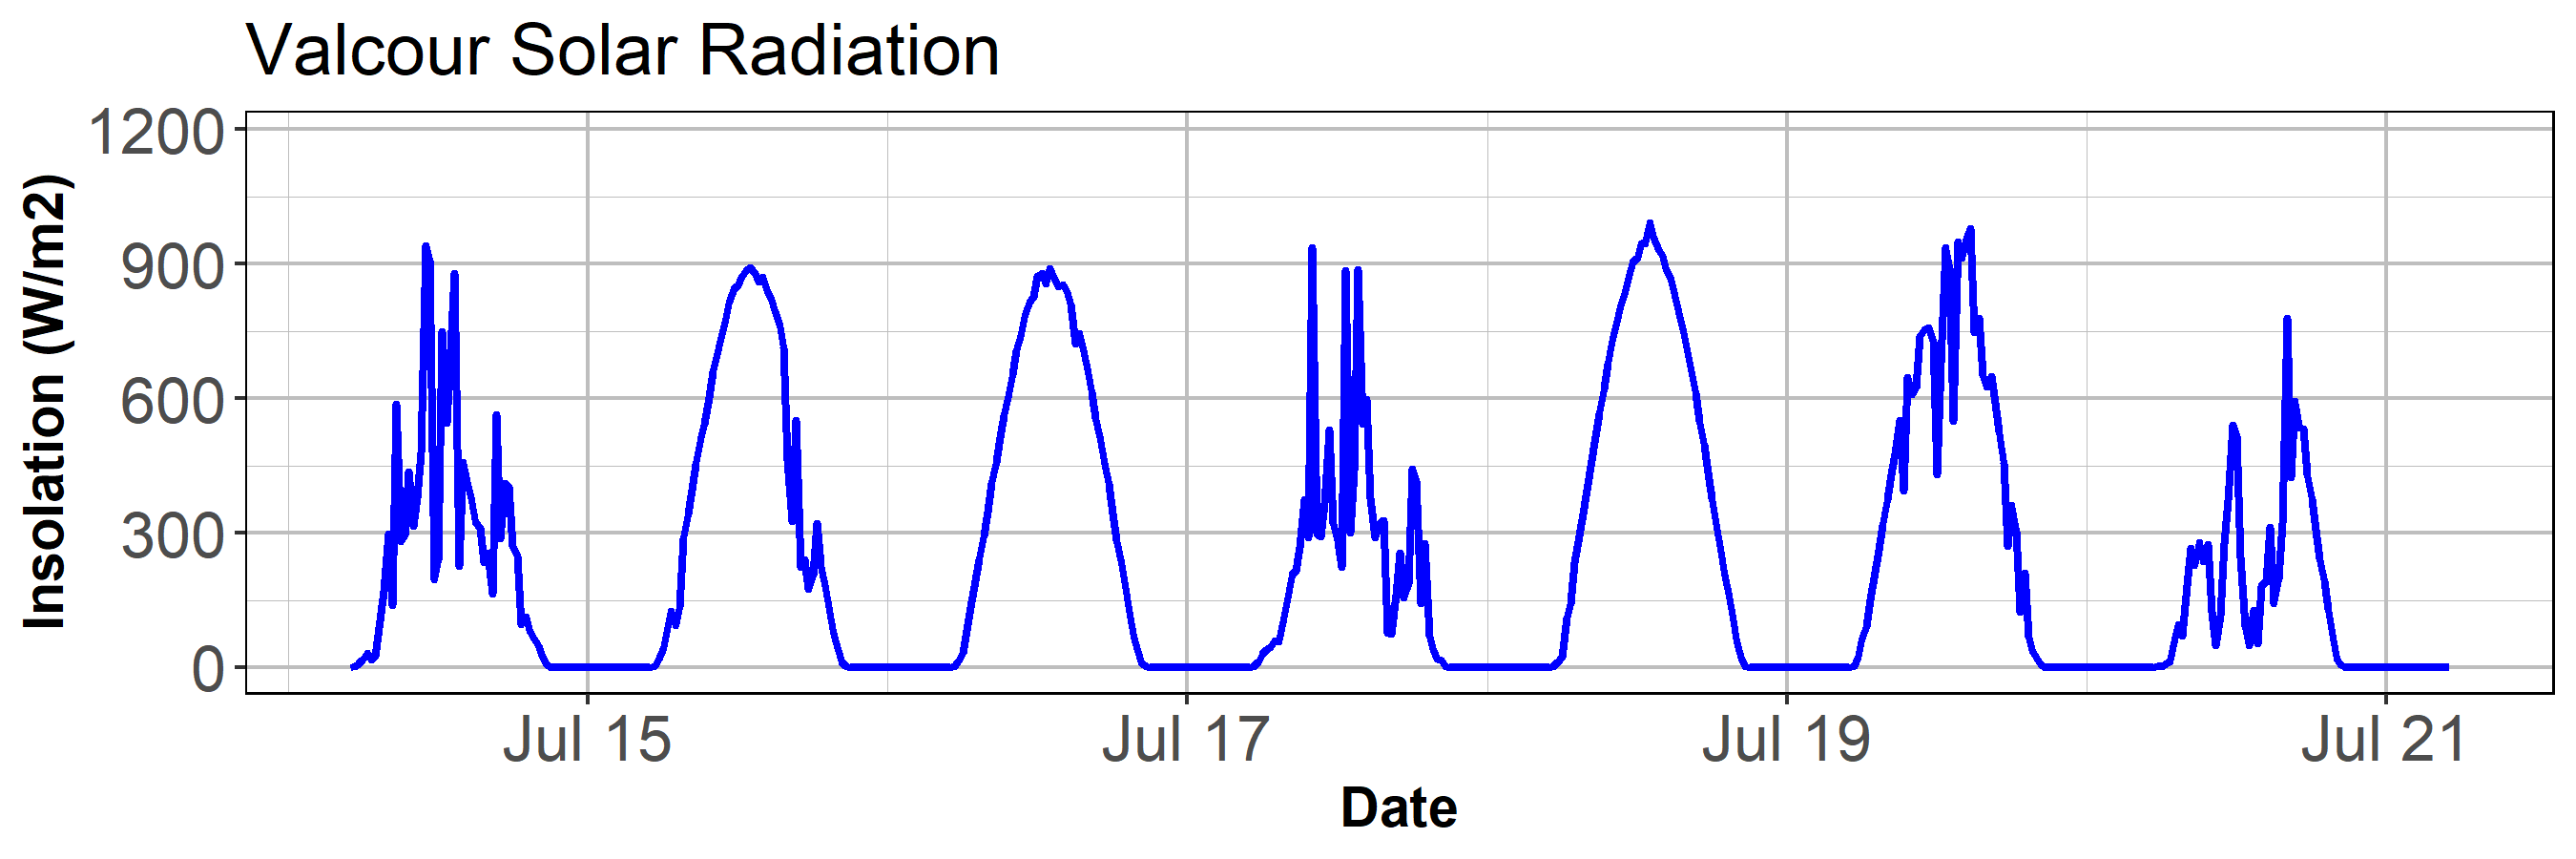 Valcour Solar Radiation
1200
900
600
300
0
Insolation (W/m2)
Jul 15 Jul 17 Jul 19 Jul 21
Date